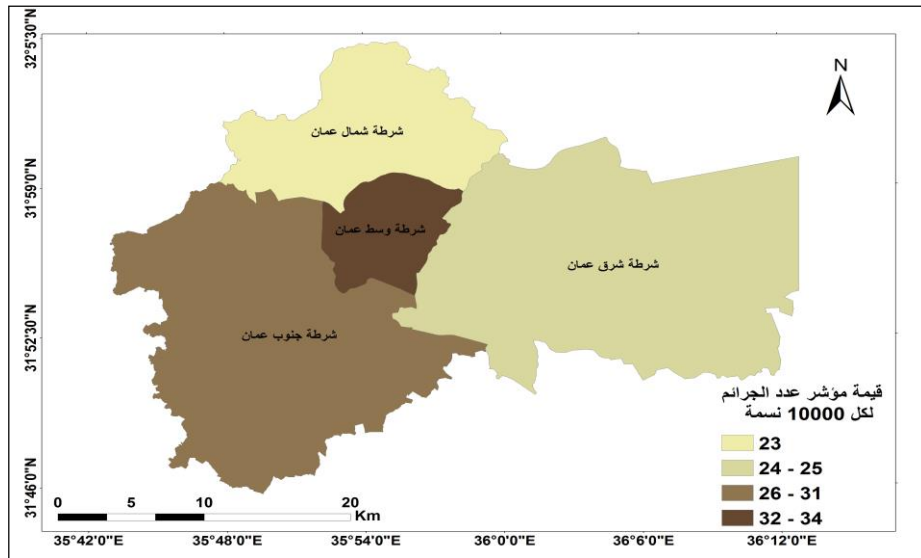 32°5'30"N
31°59'0"N
31°52'30"N
31°46'0"N
N
شرطة شمال عمان
شرطة وسط عمان
شرطة شرق عمان
شرطة جنوب عمان
قيمة مؤشر عدد الجرائم
لكل 10000 نسمة
23
24 - 25
26 - 31
32 - 34
0 5 10 20
Km
35°42'0"E 35°48'0"E 35°54'0"E 36°0'0"E 36°6'0"E 36°12'0"E